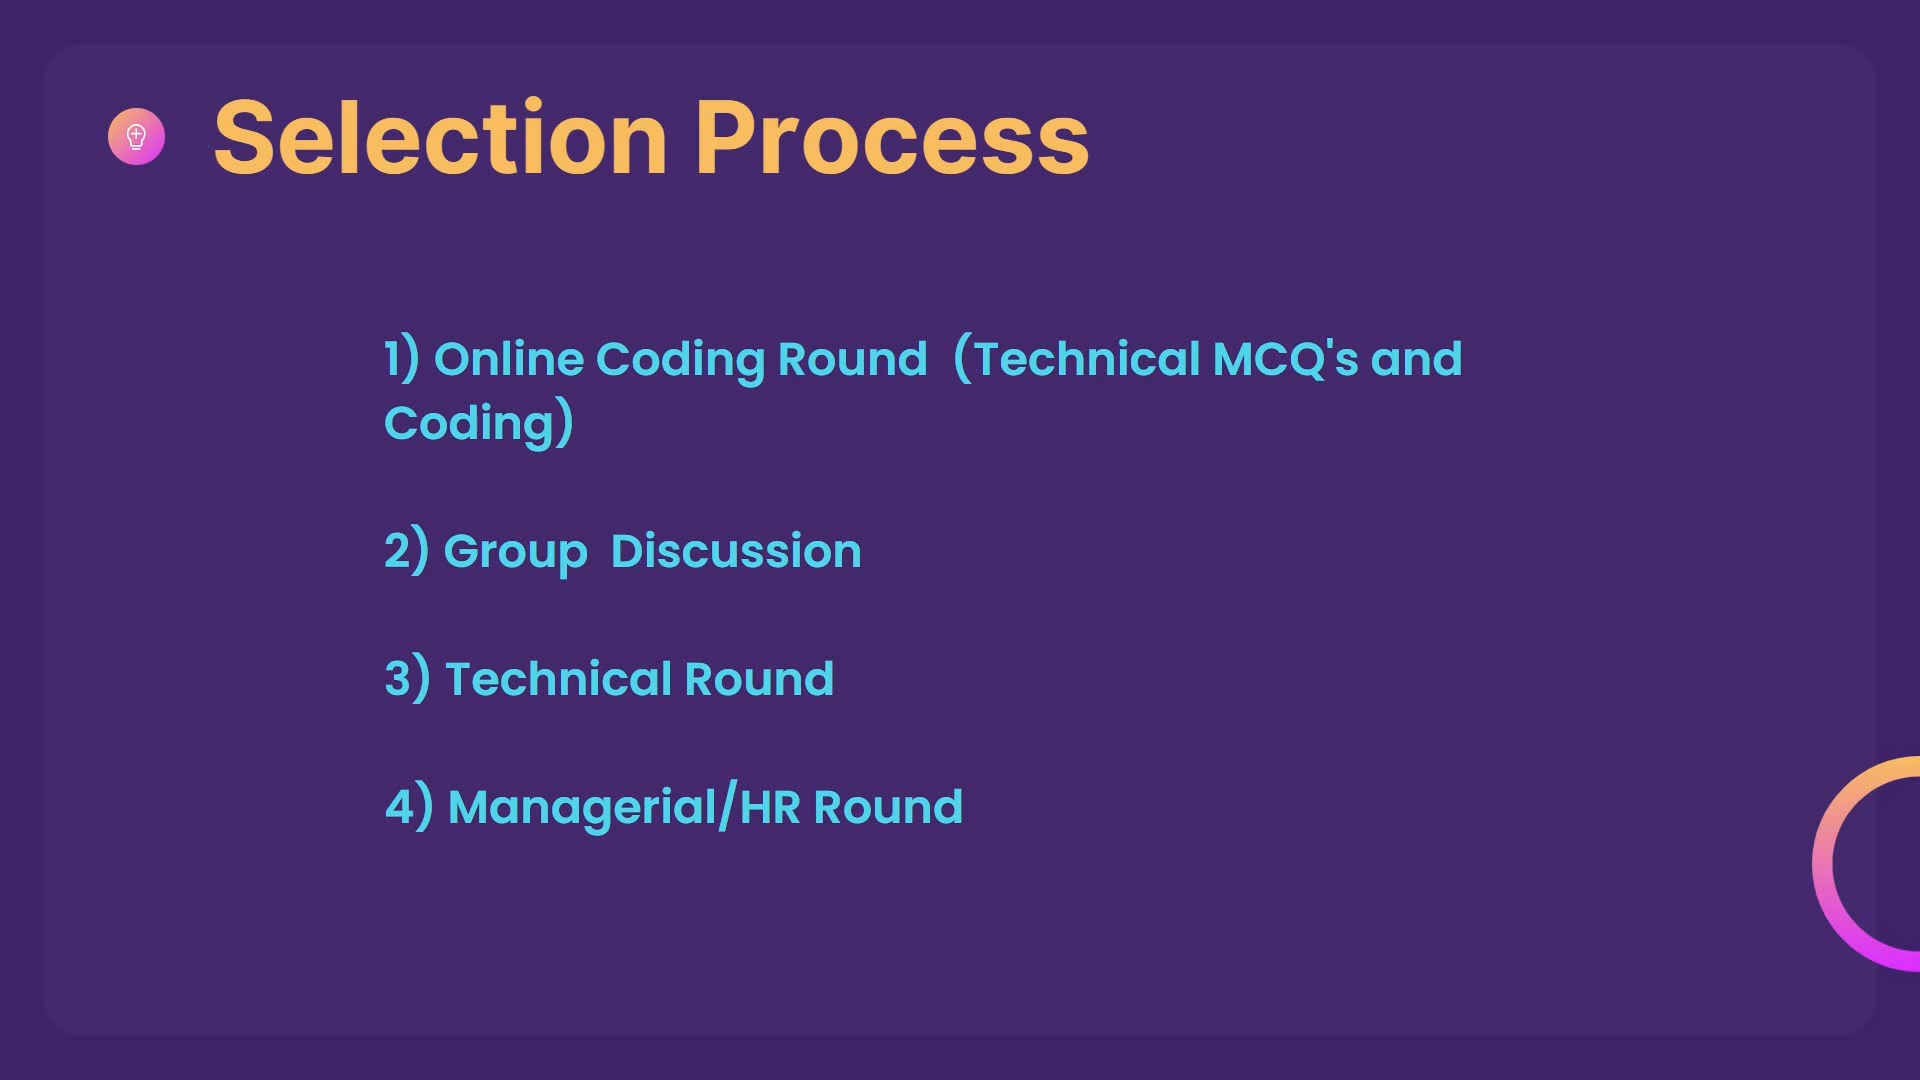 Selection Process
1) Online Coding Round  (Technical MCQ's and
Coding)
2) Group  Discussion
3) Technical Round
4) Managerial/HR Round